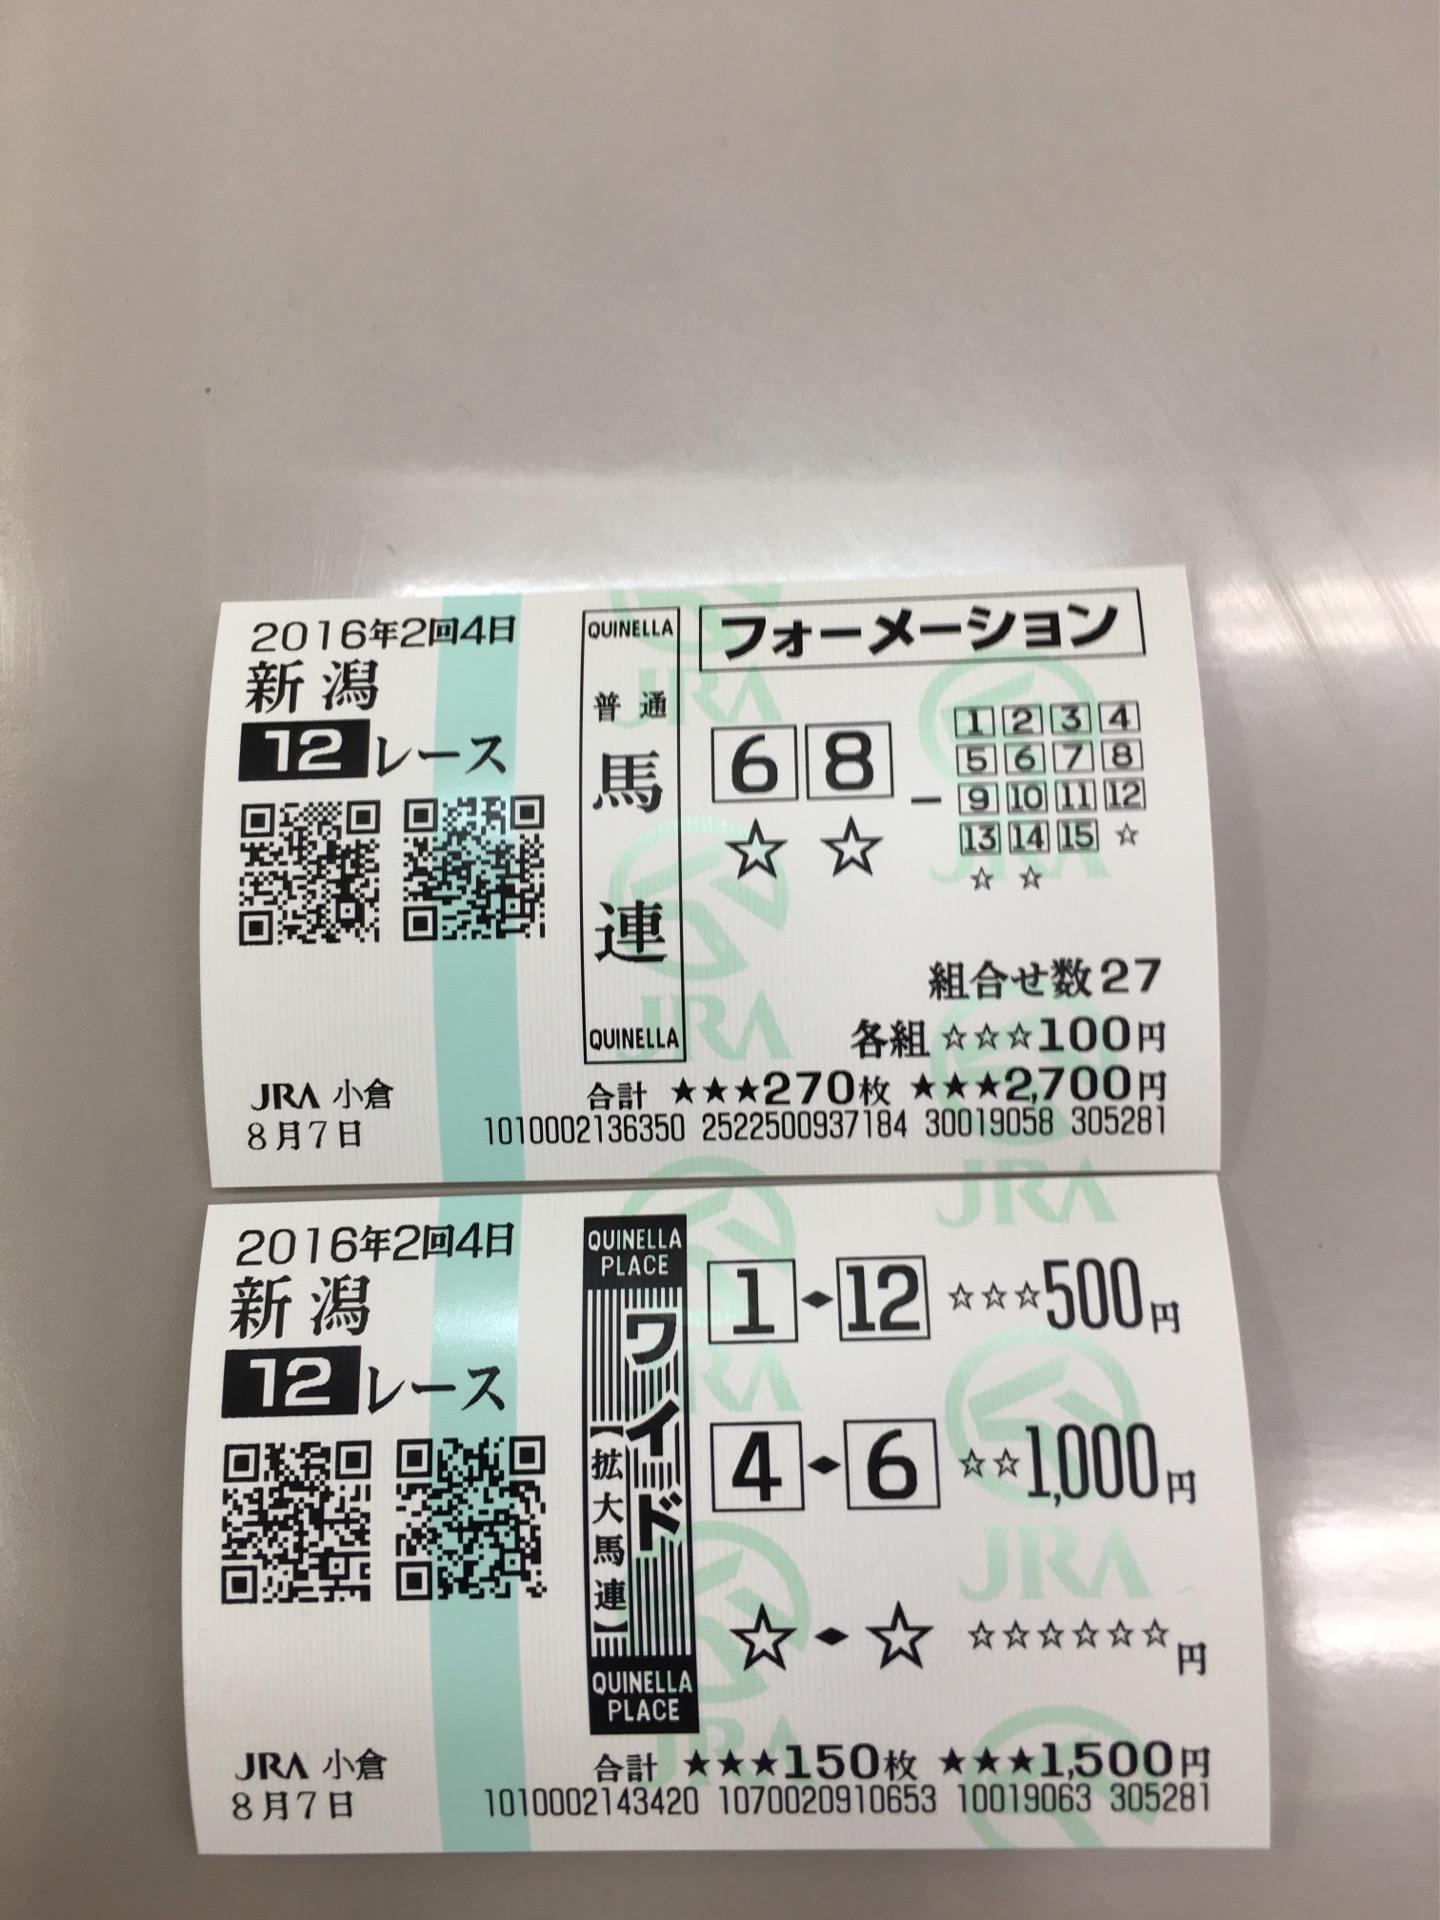 2016年2回4日
新潟
12レース
JRA 小倉
8月7日
QUINELLA
普通
馬連
QUINELLA
フォーメーション
6 8
☆ ☆
－
1 2 3 4
5 6 7 8
9 10 11 12
13 14 15 ☆
☆ ☆
組合せ数27
各組 ☆☆☆100円
合計 ★★★270枚 ★★★2,700円
1010002136350 2522500937184 30019058 305281
JRA
JRA
JRA
JRA
2016年2回4日
新潟
12レース
JRA 小倉
8月7日
QUINELLA
PLACE
ワイド
【拡大馬連】
QUINELLA
PLACE
1 ◆ 12 ☆☆☆500円
4 ◆ 6 ☆☆1,000円
☆ ◆ ☆ ☆☆☆☆☆☆円
合計 ★★★150枚 ★★★1,500円
1010002143420 1070020910653 10019063 305281
JRA
JRA
JRA